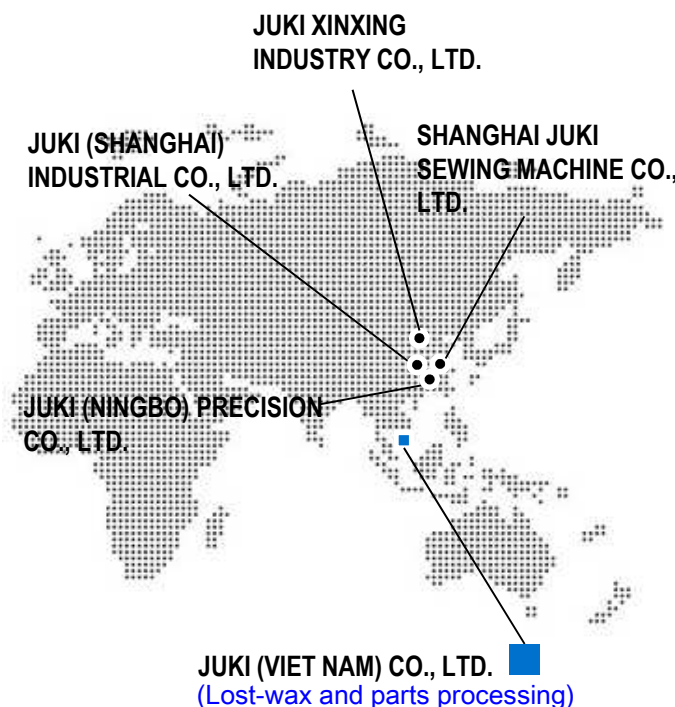 JUKI XINXING
INDUSTRY CO., LTD.
JUKI (SHANGHAI)
INDUSTRIAL CO., LTD.
SHANGHAI JUKI
SEWING MACHINE CO.,
LTD.
JUKI (NINGBO) PRECISION
CO., LTD.
JUKI (VIET NAM) CO., LTD.
(Lost-wax and parts processing)